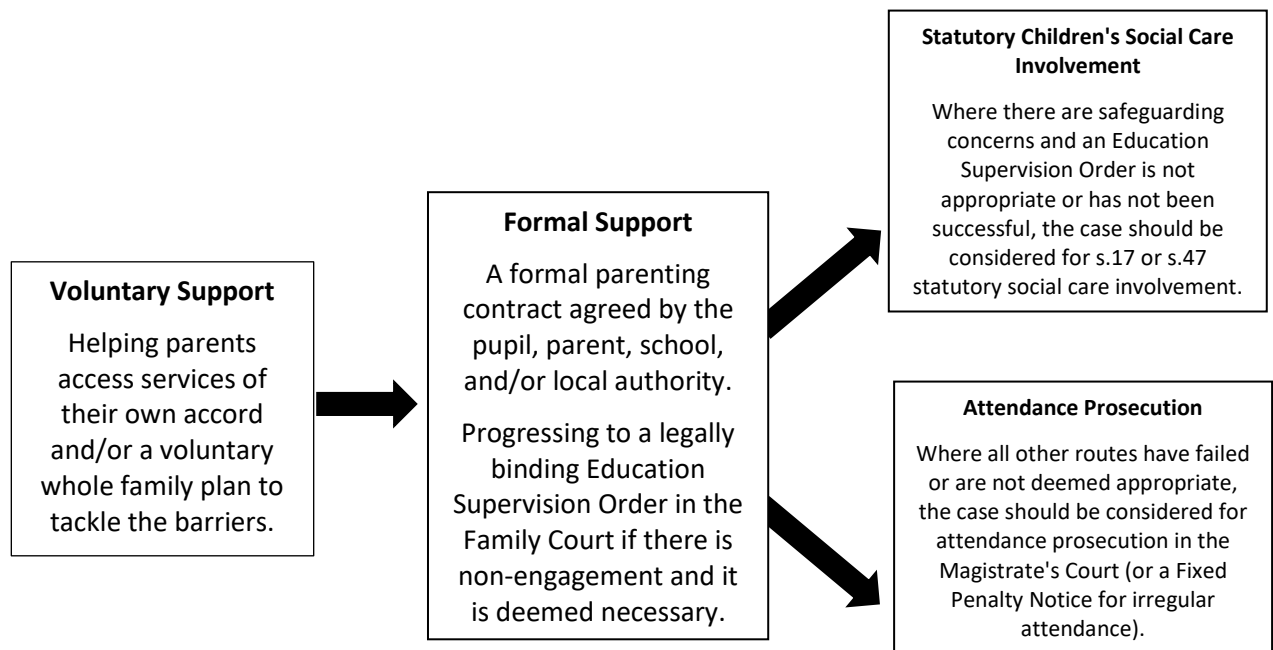 Voluntary Support
Helping parents
access services of
their own accord
and/or a voluntary
whole family plan to
tackle the barriers.
Formal Support
A formal parenting
contract agreed by the
pupil, parent, school,
and/or local authority.
Progressing to a legally
binding Education
Supervision Order in the
Family Court if there is
non-engagement and it
is deemed necessary.
Statutory Children's Social Care
Involvement
Where there are safeguarding
concerns and an Education
Supervision Order is not
appropriate or has not been
successful, the case should be
considered for s.17 or s.47
statutory social care involvement.
Attendance Prosecution
Where all other routes have failed
or are not deemed appropriate,
the case should be considered for
attendance prosecution in the
Magistrate's Court (or a Fixed
Penalty Notice for irregular
attendance).